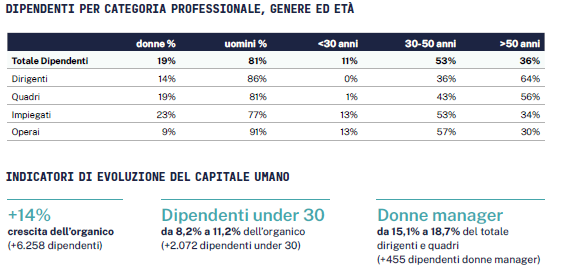 DIPENDENTI PER CATEGORIA PROFESSIONALE, GENERE ED ETÀ
donne % uomini % <30 anni 30-50 anni >50 anni
Totale Dipendenti 19% 81% 11% 53% 36%
Dirigenti 14% 86% 0% 36% 64%
Quadri 19% 81% 1% 43% 56%
Impiegati 23% 77% 13% 53% 34%
Operai 9% 91% 13% 57% 30%
INDICATORI DI EVOLUZIONE DEL CAPITALE UMANO
+14%
crescita dell'organico
(+6.258 dipendenti)
Dipendenti under 30
da 8,2% a 11,2% dell'organico
(+2.072 dipendenti under 30)
Donne manager
da 15,1% a 18,7% del totale
dirigenti e quadri
(+455 dipendenti donne manager)